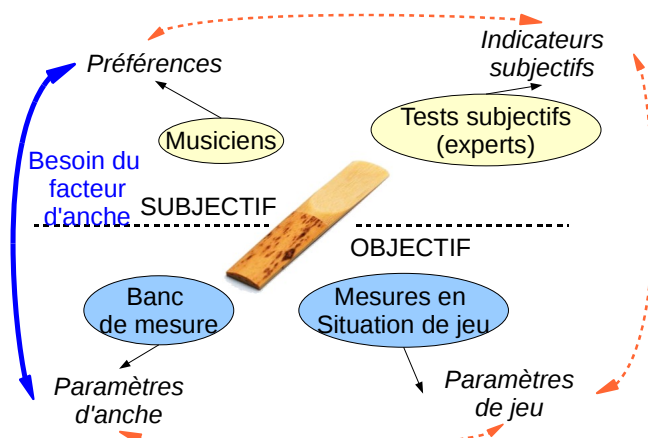 Préférences
Indicateurs
subjectifs
Musiciens
Tests subjectifs
(experts)
Besoin du
facteur
d'anche
SUBJECTIF
OBJECTIF
Banc
de mesure
Mesures en
Situation de jeu
Paramètres
d'anche
Paramètres
de jeu